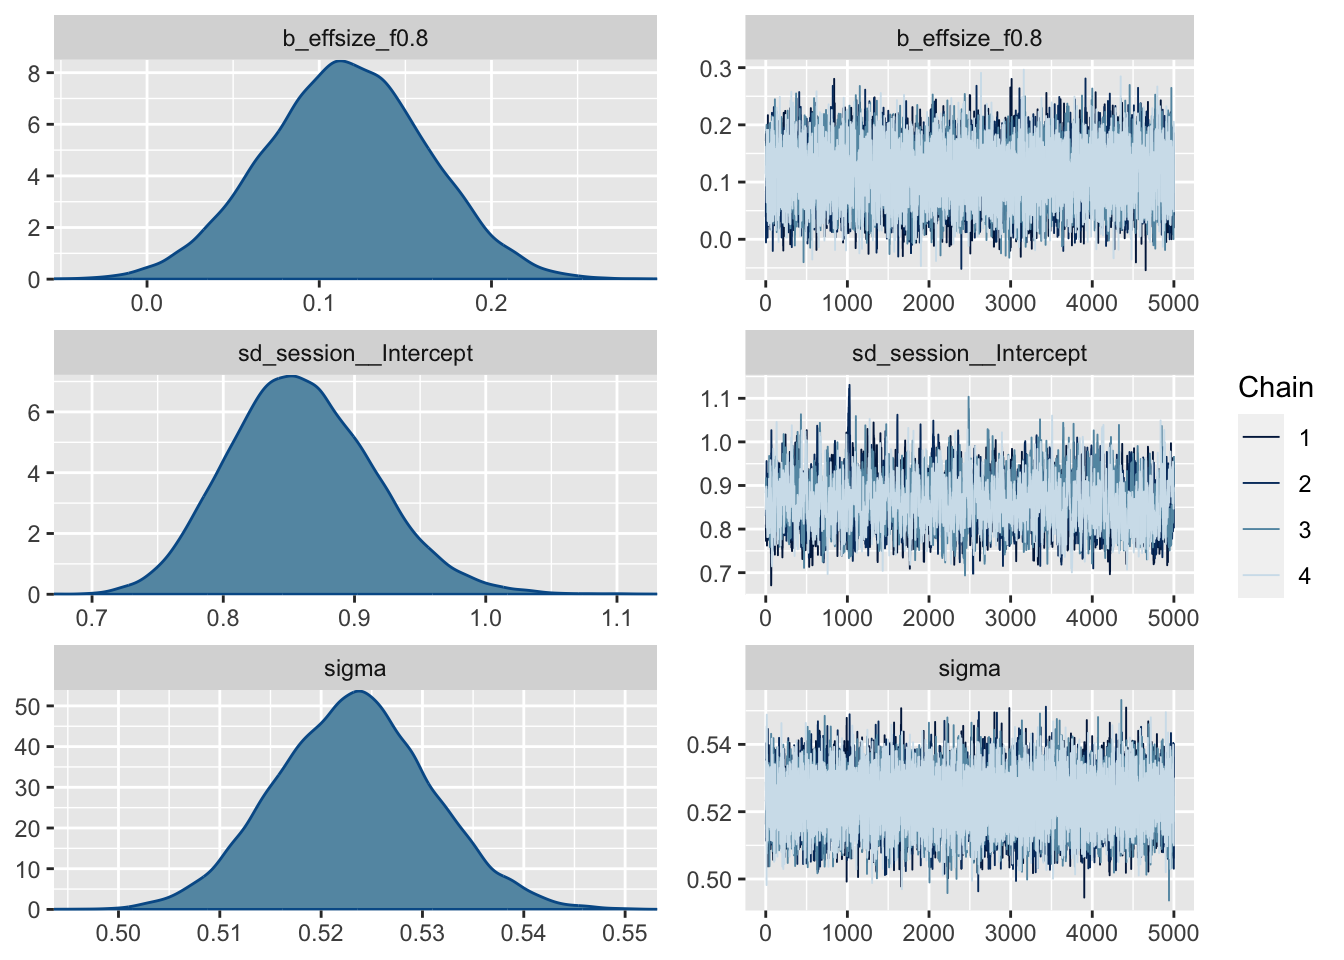 b_effsize_f0.8
8
6
4
2
0
0.0 0.1 0.2
b_effsize_f0.8
0.3
0.2
0.1
0.0
0 1000 2000 3000 4000 5000
sd_session__Intercept
6
4
2
0
0.7 0.8 0.9 1.0 1.1
sd_session__Intercept
1.1
1.0
0.9
0.8
0.7
0 1000 2000 3000 4000 5000
sigma
50
40
30
20
10
0
0.50 0.51 0.52 0.53 0.54 0.55
sigma
0.54
0.52
0.50
0 1000 2000 3000 4000 5000
Chain
1
2
3
4